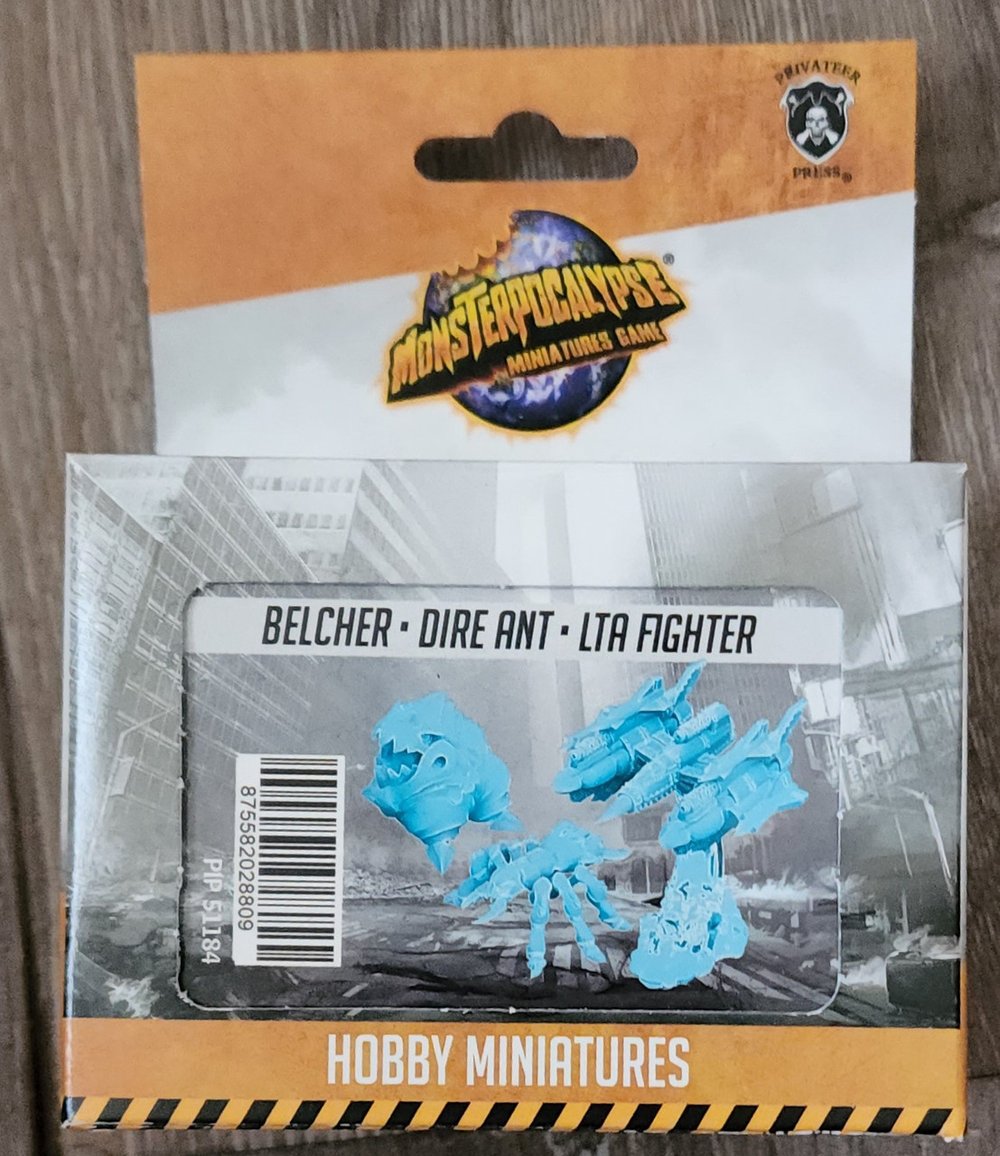 PRIVATEER
PRESS®
MONSTERPOCALYPSE®
MINIATURES GAME
BELCHER · DIRE ANT · LTA FIGHTER
875582028809
PIP 51184
HOBBY MINIATURES